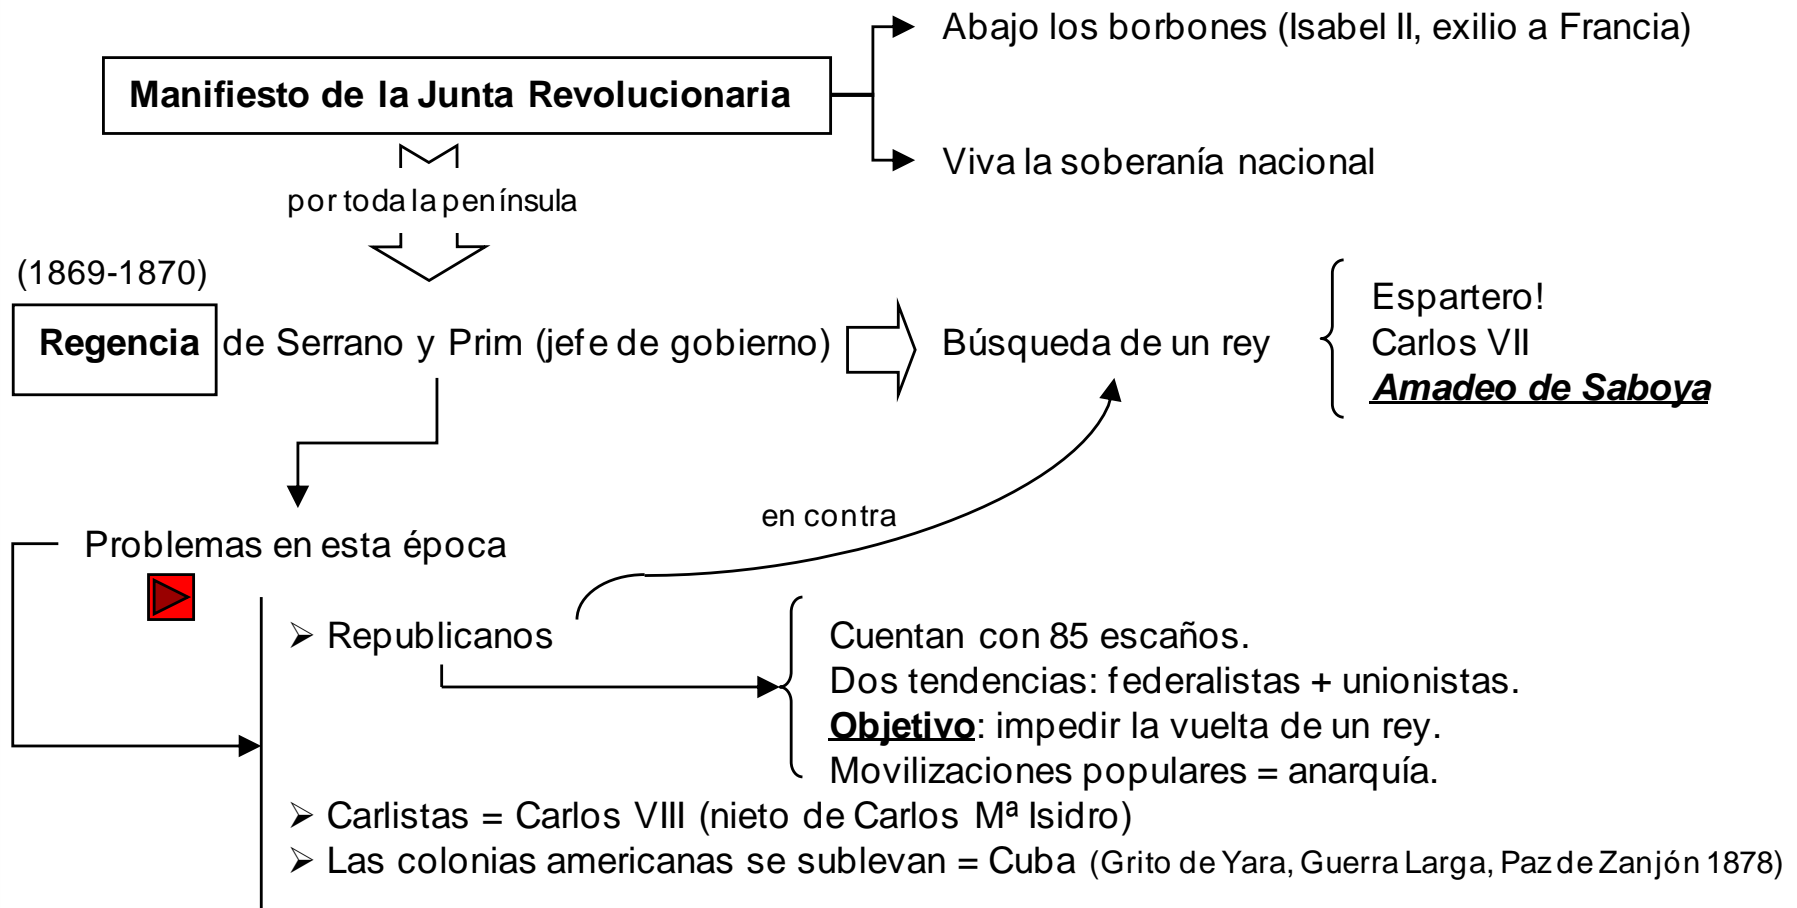 Abajo los borbones (Isabel II, exilio a Francia)
Manifiesto de la Junta Revolucionaria
Viva la soberanía nacional
por toda la península
(1869-1870)
Regencia de Serrano y Prim (jefe de gobierno)
Búsqueda de un rey
Espartero!
Carlos VII
Amadeo de Saboya
en contra
Problemas en esta época
➢ Republicanos
Cuentan con 85 escaños.
Dos tendencias: federalistas + unionistas.
Objetivo: impedir la vuelta de un rey.
Movilizaciones populares = anarquía.
➢ Carlistas = Carlos VIII (nieto de Carlos Mª Isidro)
➢ Las colonias americanas se sublevan = Cuba (Grito de Yara, Guerra Larga, Paz de Zanjón 1878)